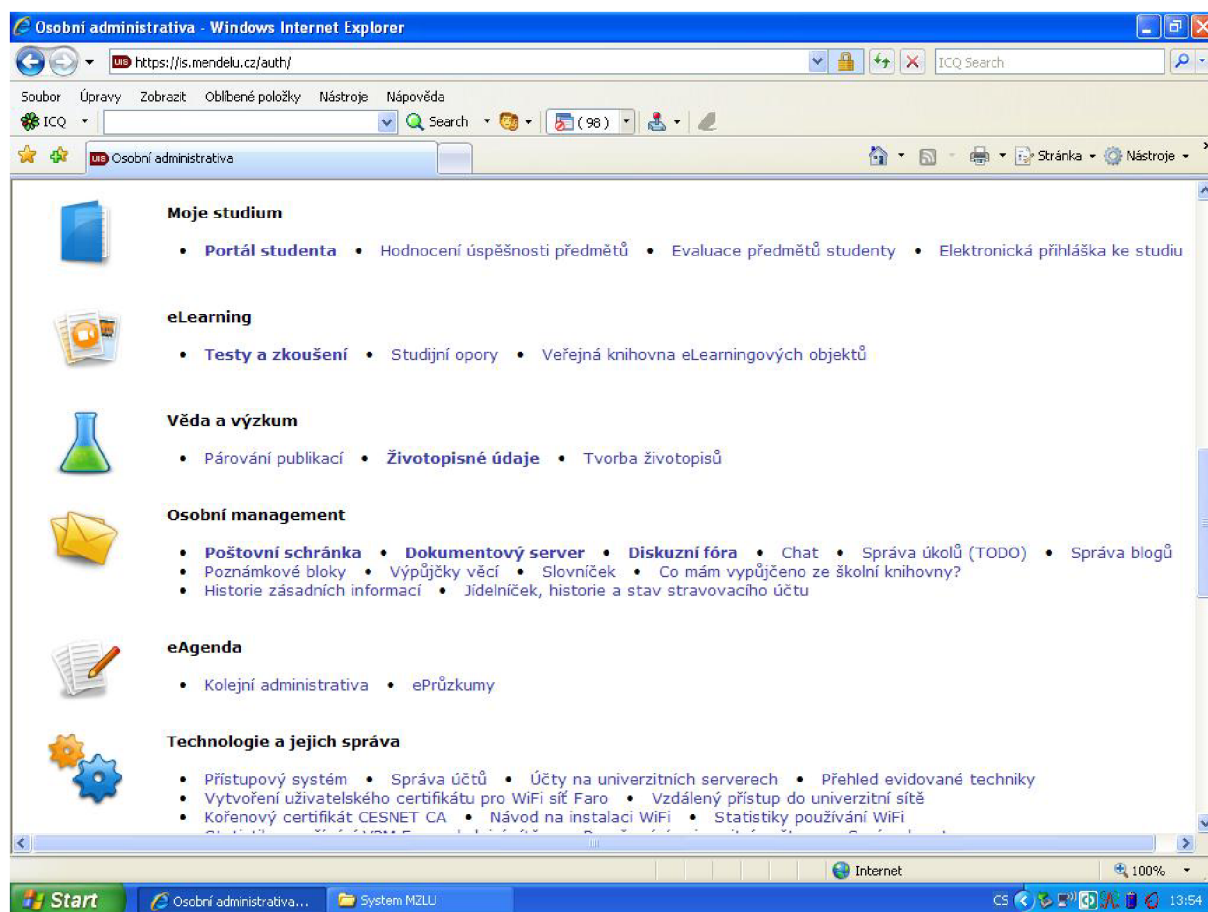 Osobní administrativa - Windows Internet Explorer
UIS https://is.mendelu.cz/auth/ ICQ Search
Soubor Úpravy Zobrazit Oblíbené položky Nástroje Nápověda
ICQ Search (98)
UIS Osobní administrativa Stránka Nástroje
Moje studium
• Portál studenta • Hodnocení úspěšnosti předmětů • Evaluace předmětů studenty • Elektronická přihláška ke studiu
eLearning
• Testy a zkoušení • Studijní opory • Veřejná knihovna eLearningových objektů
Věda a výzkum
• Párování publikací • Životopisné údaje • Tvorba životopisů
Osobní management
• Poštovní schránka • Dokumentový server • Diskuzní fóra • Chat • Správa úkolů (TODO) • Správa blogů
• Poznámkové bloky • Výpůjčky věcí • Slovníček • Co mám vypůjčeno ze školní knihovny?
• Historie zásadních informací • Jídelníček, historie a stav stravovacího účtu
eAgenda
• Kolejní administrativa • ePrůzkumy
Technologie a jejich správa
• Přístupový systém • Správa účtů • Účty na univerzitních serverech • Přehled evidované techniky
• Vytvoření uživatelského certifikátu pro WiFi síť Faro • Vzdálený přístup do univerzitní sítě
• Kořenový certifikát CESNET CA • Návod na instalaci WiFi • Statistiky používání WiFi
Internet 100%
Start Osobní administrativa... System MZLU CS 13:54